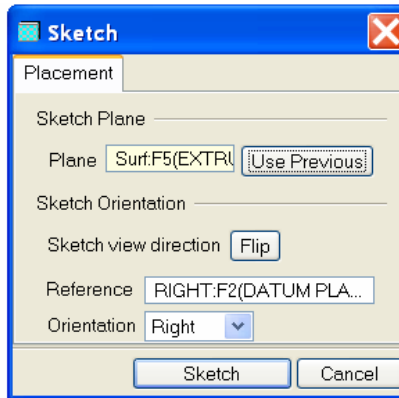 Sketch
Placement
Sketch Plane
Plane Surf:F5(EXTRU Use Previous
Sketch Orientation
Sketch view direction Flip
Reference RIGHT:F2(DATUM PLA...
Orientation Right
Sketch Cancel